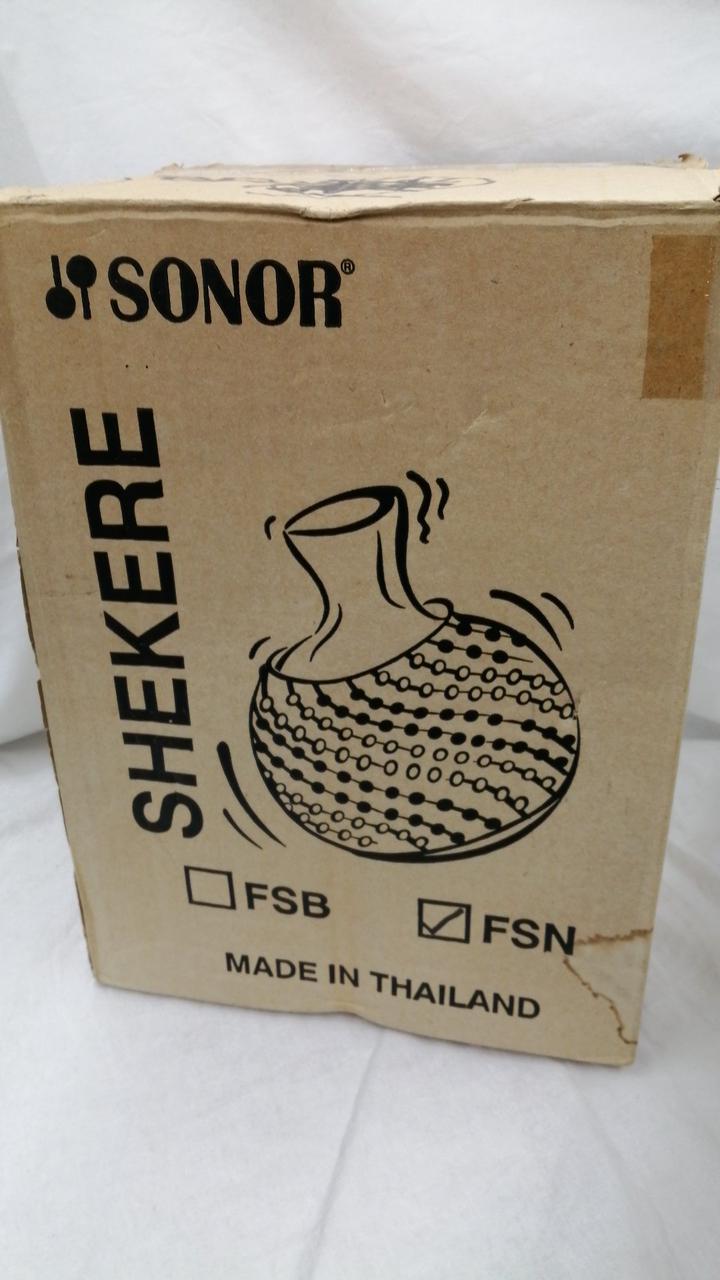 SONOR®
SHEKERE
FSB
FSN
MADE IN THAILAND